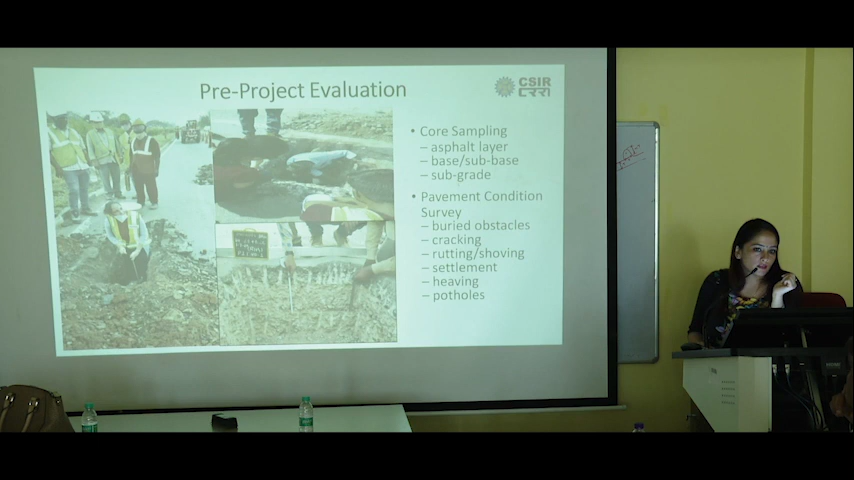 Pre-Project Evaluation
CSIR
• Core Sampling
– asphalt layer
– base/sub-base
– sub-grade
• Pavement Condition
Survey
– buried obstacles
– cracking
– rutting/shoving
– settlement
– heaving
– potholes